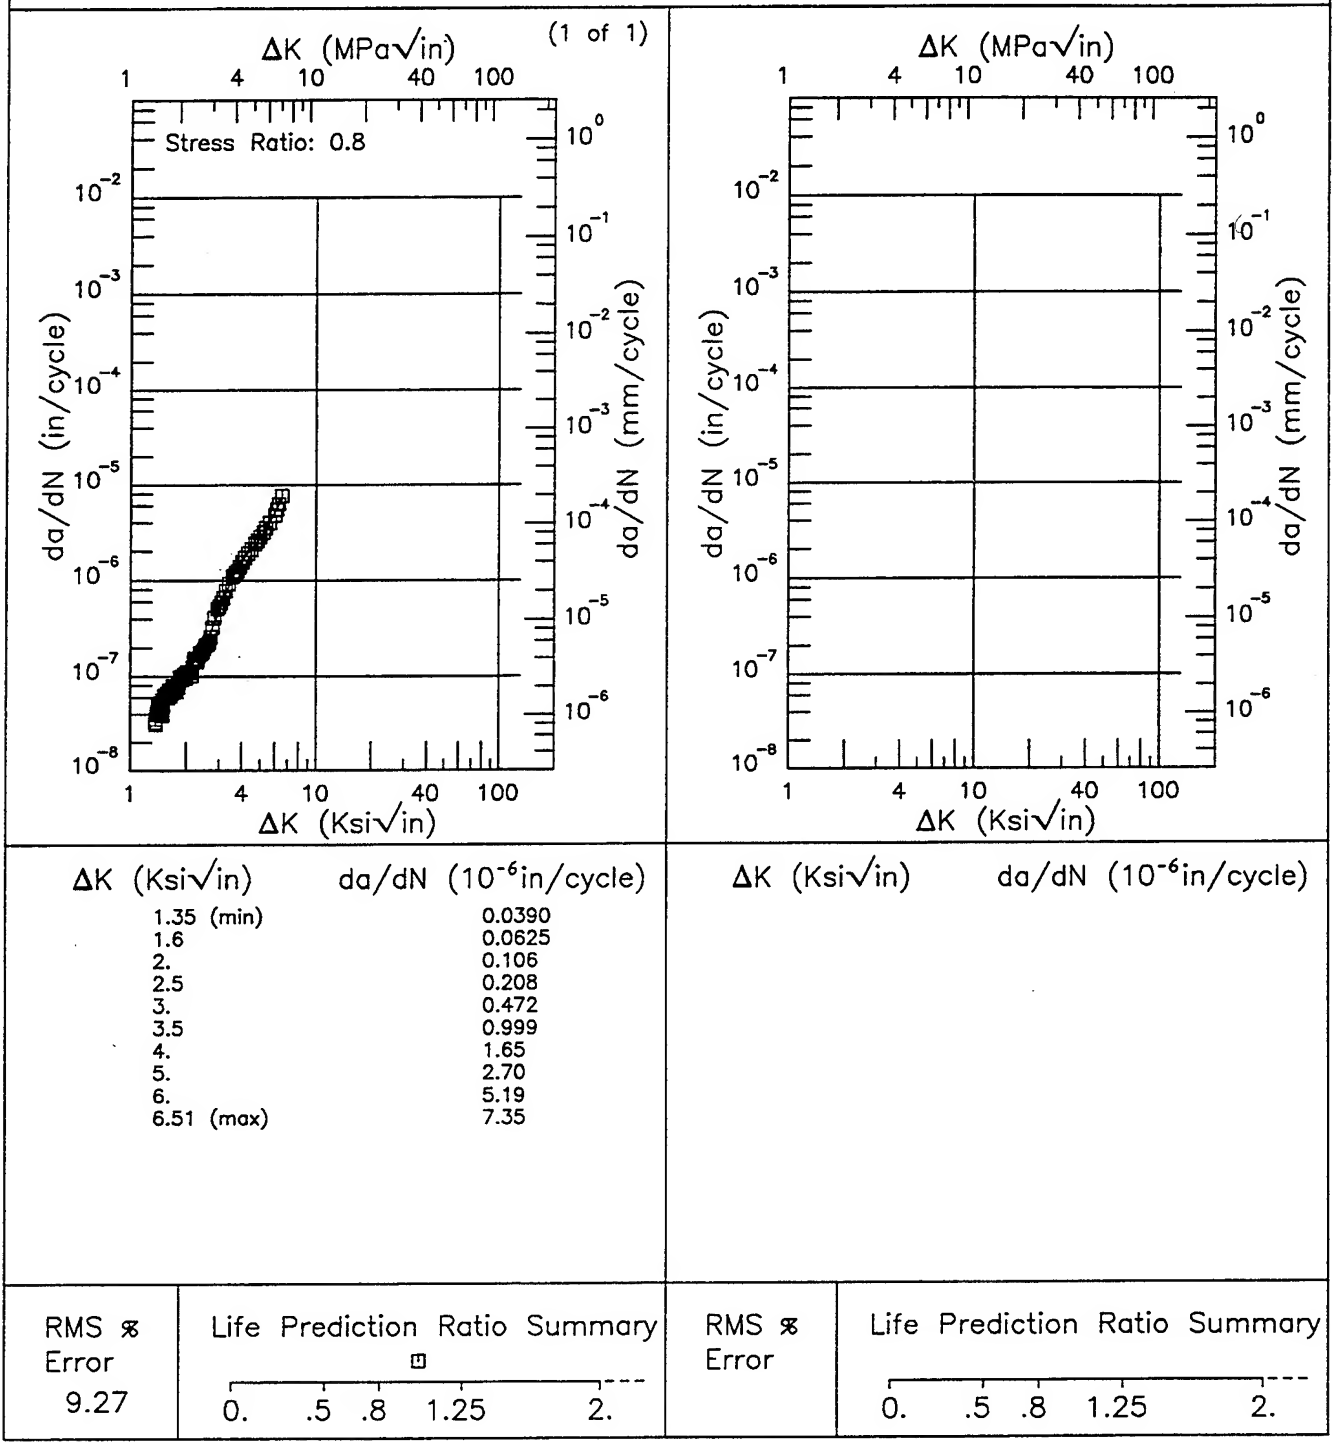 (1 of 1)
ΔK (MPa√in)
1 4 10 40 100
Stress Ratio: 0.8
da/dN (in/cycle)
10⁻²
10⁻³
10⁻⁴
10⁻⁵
10⁻⁶
10⁻⁷
10⁻⁸
10⁰
10⁻¹
10⁻²
10⁻³
10⁻⁴
10⁻⁵
10⁻⁶
da/dN (mm/cycle)
1 4 10 40 100
ΔK (Ksi√in)
ΔK (MPa√in)
1 4 10 40 100
da/dN (in/cycle)
10⁻²
10⁻³
10⁻⁴
10⁻⁵
10⁻⁶
10⁻⁷
10⁻⁸
10⁰
10⁻¹
10⁻²
10⁻³
10⁻⁴
10⁻⁵
10⁻⁶
da/dN (mm/cycle)
1 4 10 40 100
ΔK (Ksi√in)
ΔK (Ksi√in) da/dN (10⁻⁶in/cycle)
1.35 (min) 0.0390
1.6 0.0625
2. 0.106
2.5 0.208
3. 0.472
3.5 0.999
4. 1.65
5. 2.70
6. 5.19
6.51 (max) 7.35
ΔK (Ksi√in) da/dN (10⁻⁶in/cycle)
RMS %
Error
9.27
Life Prediction Ratio Summary
0. .5 .8 1.25 2.
RMS %
Error
Life Prediction Ratio Summary
0. .5 .8 1.25 2.